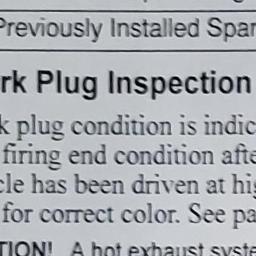 Previously Installed Spar
rk Plug Inspection
k plug condition is indic
firing end condition afte
cle has been driven at hig
for correct color. See pa
TION! A hot exhaust syste